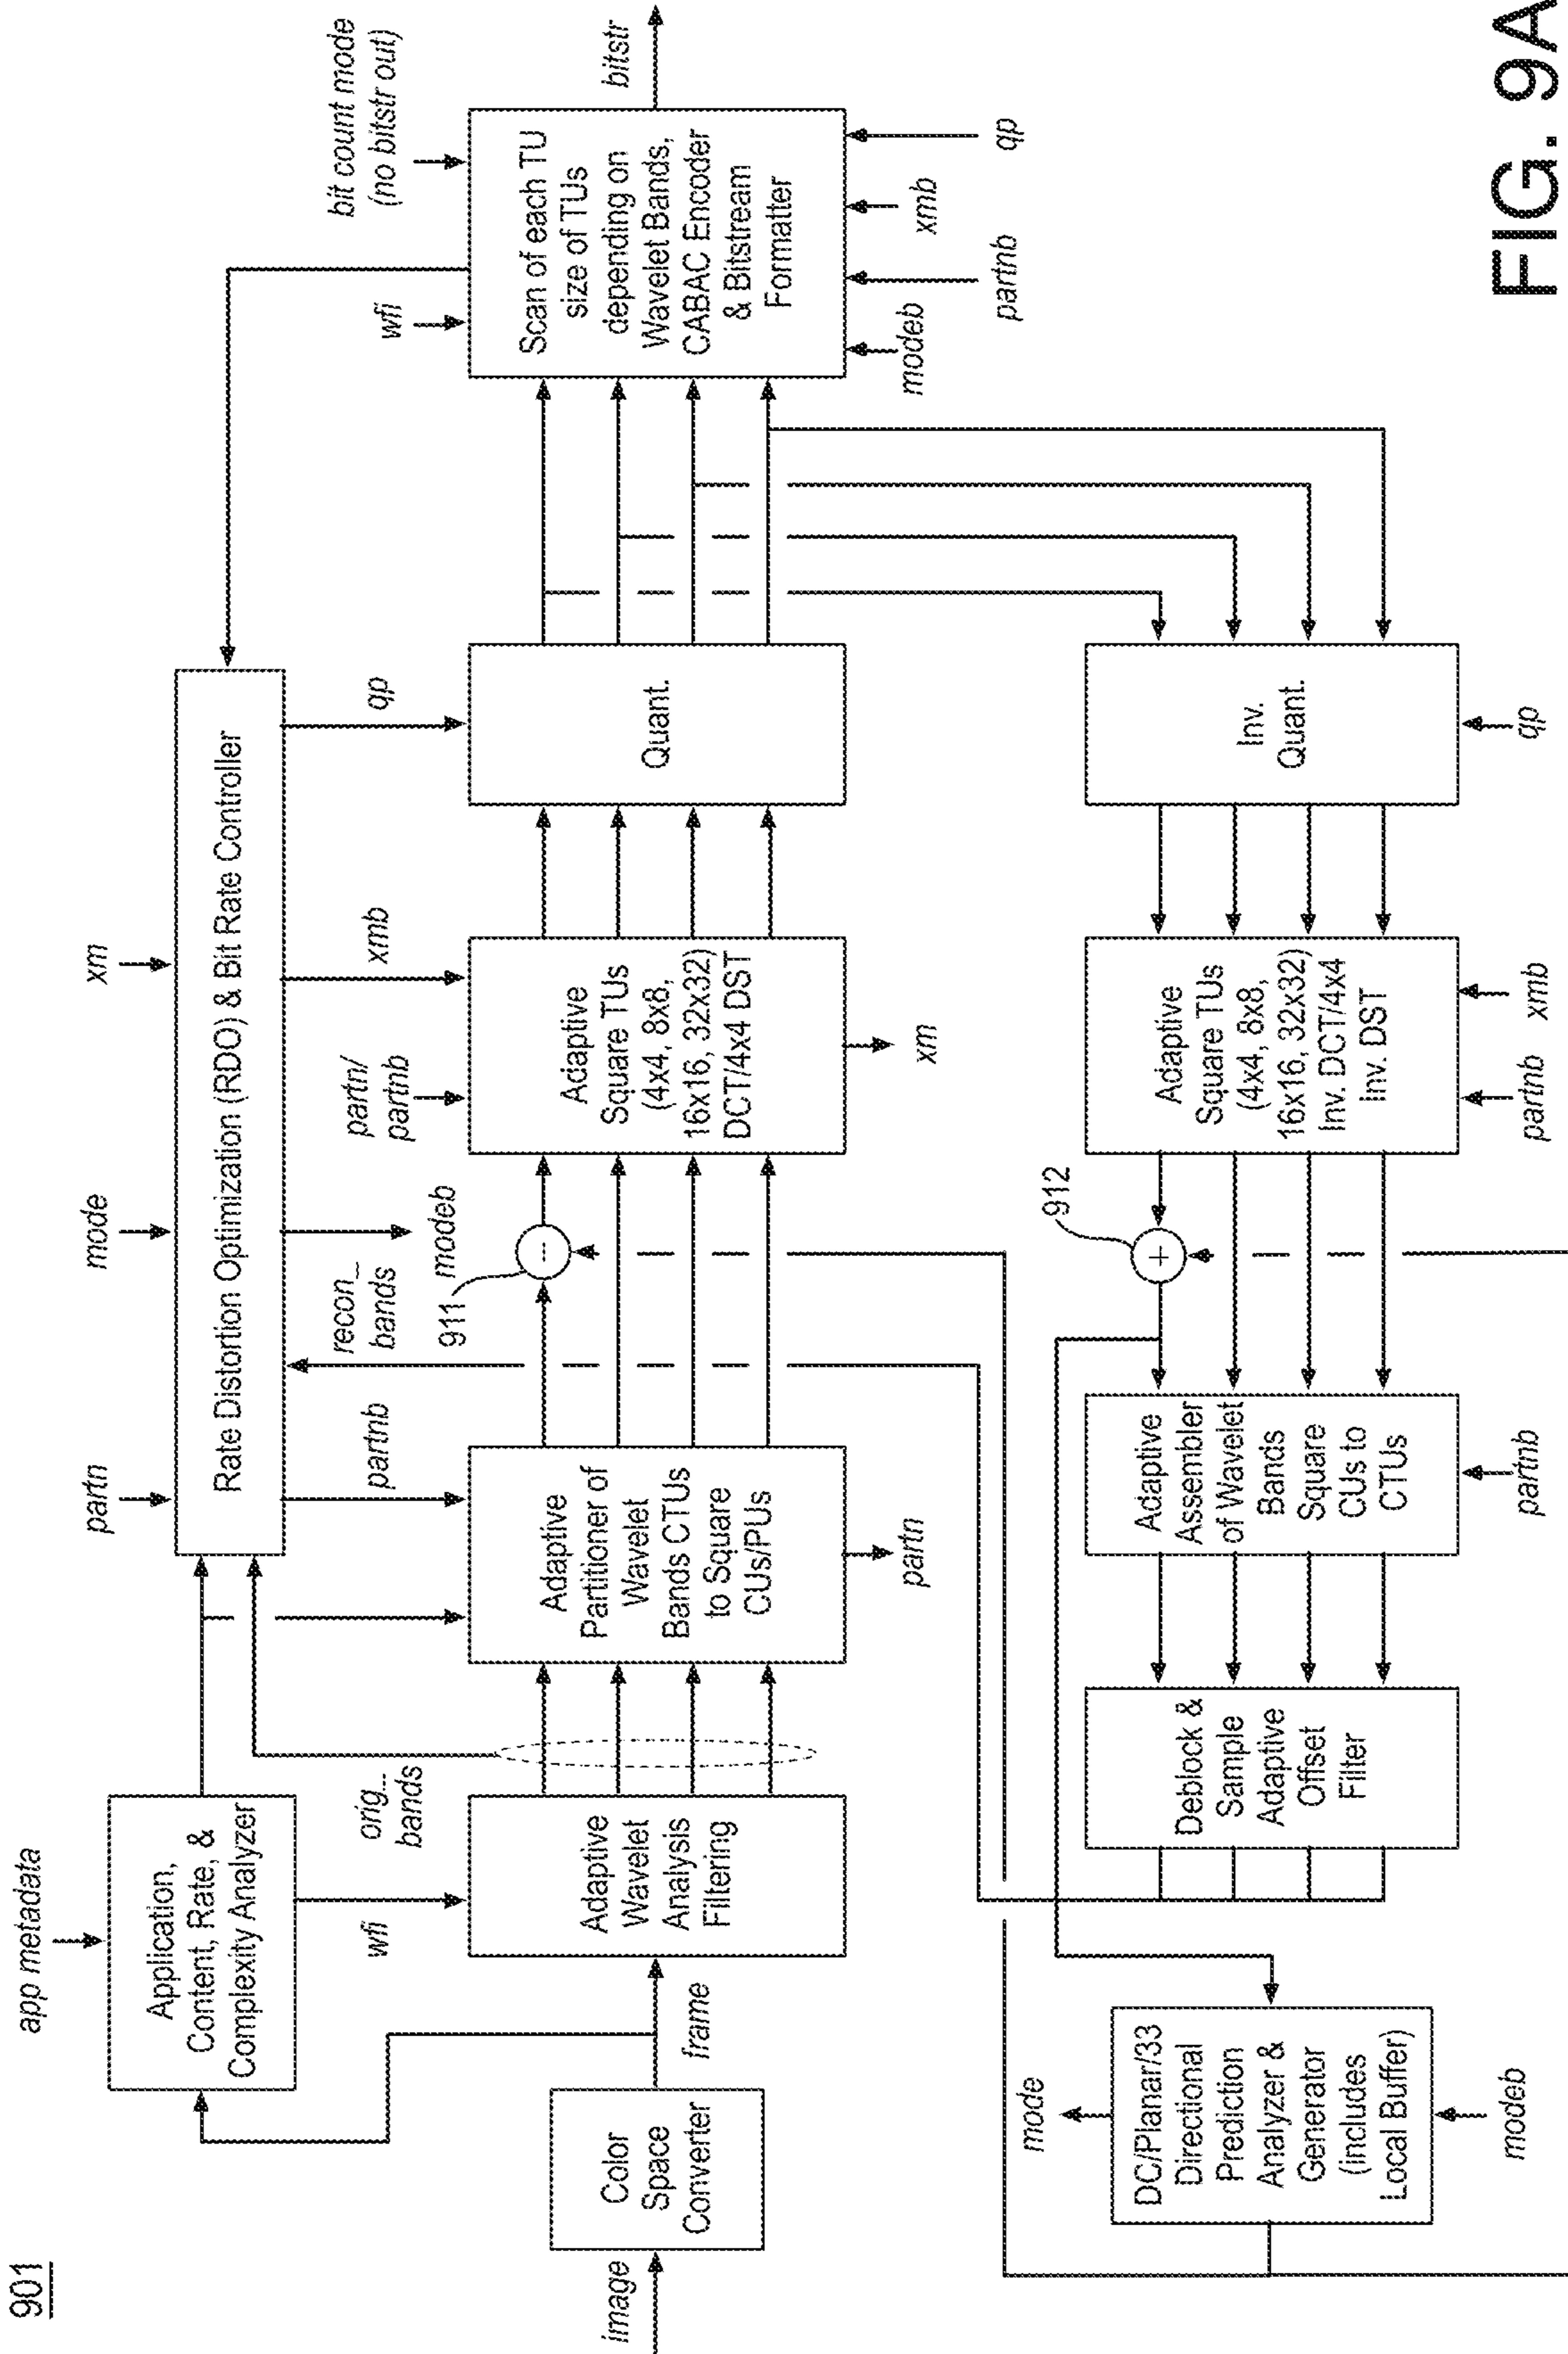 901
app metadata
Application,
Content, Rate, &
Complexity Analyzer
partn
mode
xm
Rate Distortion Optimization (RDO) & Bit Rate Controller
bit count mode
(no bitstr out)
wfi
wfi
orig_
bands
partnb
recon_
bands
modeb
partn/
partnb
xmb
qp
image
Color
Space
Converter
frame
Adaptive
Wavelet
Analysis
Filtering
Adaptive
Partitioner of
Wavelet
Bands CTUs
to Square
CUs/PUs
911
-
Adaptive
Square TUs
(4x4, 8x8,
16x16, 32x32)
DCT/4x4 DST
Quant.
Scan of each TU
size of TUs
depending on
Wavelet Bands,
CABAC Encoder
& Bitstream
Formatter
bitstr
partn
xm
modeb
partnb
xmb
qp
mode
DC/Planar/33
Directional
Prediction
Analyzer &
Generator
(includes
Local Buffer)
modeb
Deblock &
Sample
Adaptive
Offset
Filter
Adaptive
Assembler
of Wavelet
Bands
Square
CUs to
CTUs
partnb
912
+
Adaptive
Square TUs
(4x4, 8x8,
16x16, 32x32)
Inv. DCT/4x4
Inv. DST
partnb
xmb
Inv.
Quant.
qp
FIG. 9A